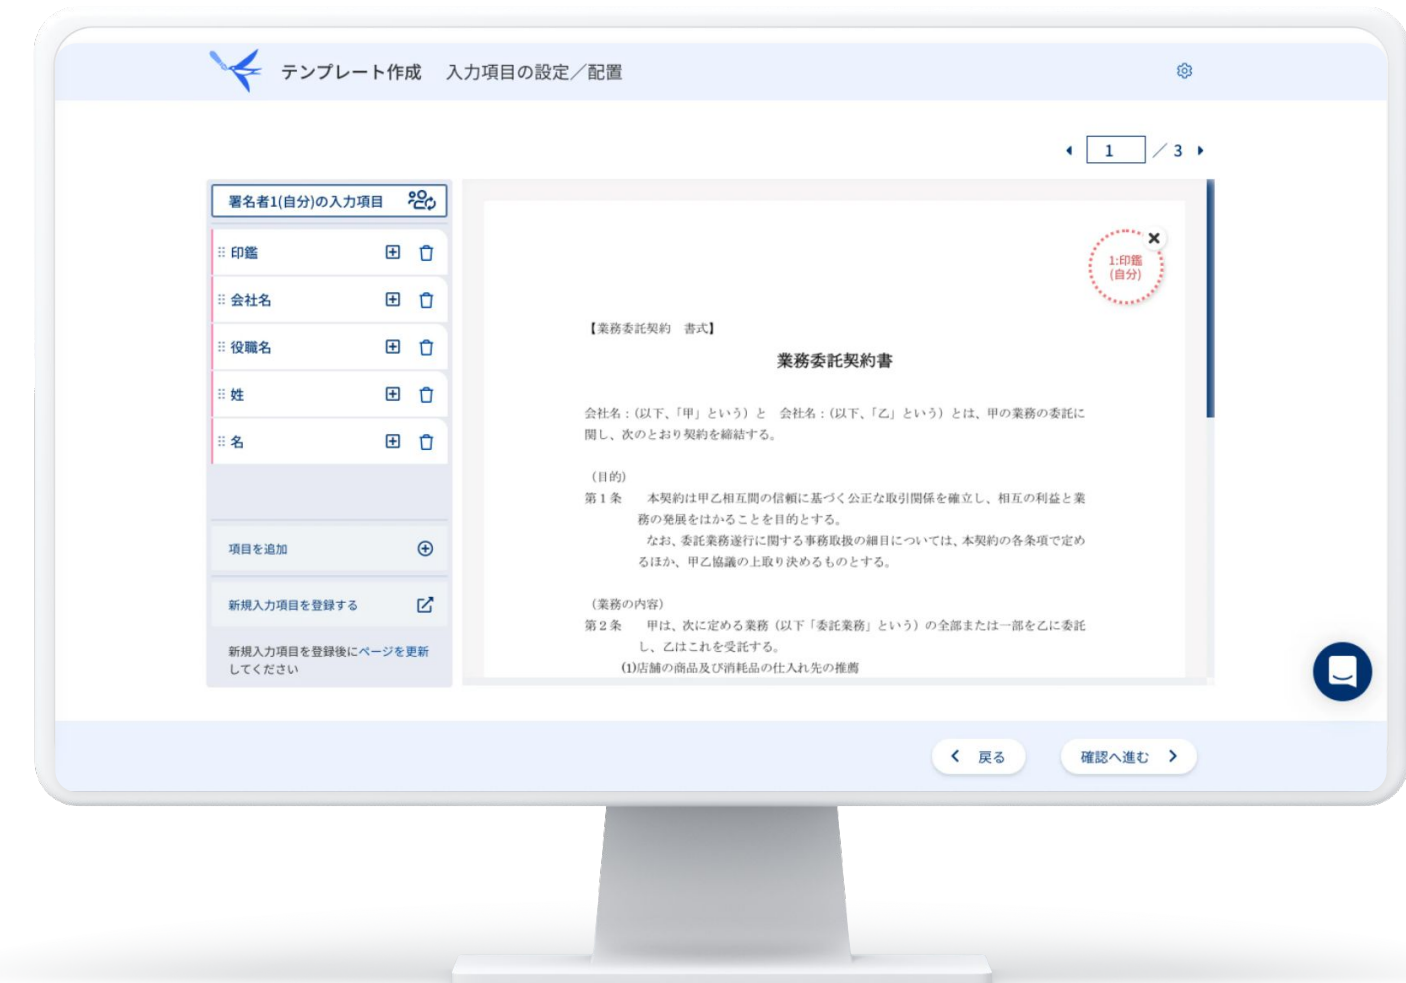 テンプレート作成 入力項目の設定／配置
1 ／ 3
署名者1(自分)の入力項目
印鑑
会社名
役職名
姓
名
項目を追加
新規入力項目を登録する
新規入力項目を登録後にページを更新
してください
1:印鑑
(自分)
【業務委託契約　書式】
業務委託契約書
会社名：(以下、「甲」という）と　会社名：(以下、「乙」という）とは、甲の業務の委託に
関し、次のとおり契約を締結する。
（目的）
第１条　本契約は甲乙相互間の信頼に基づく公正な取引関係を確立し、相互の利益と業
務の発展をはかることを目的とする。
なお、委託業務遂行に関する事務取扱の細目については、本契約の各条項で定め
るほか、甲乙協議の上取り決めるものとする。
（業務の内容）
第２条　甲は、次に定める業務（以下「委託業務」という）の全部または一部を乙に委託
し、乙はこれを受託する。
(1)店舗の商品及び消耗品の仕入れ先の推薦
戻る
確認へ進む